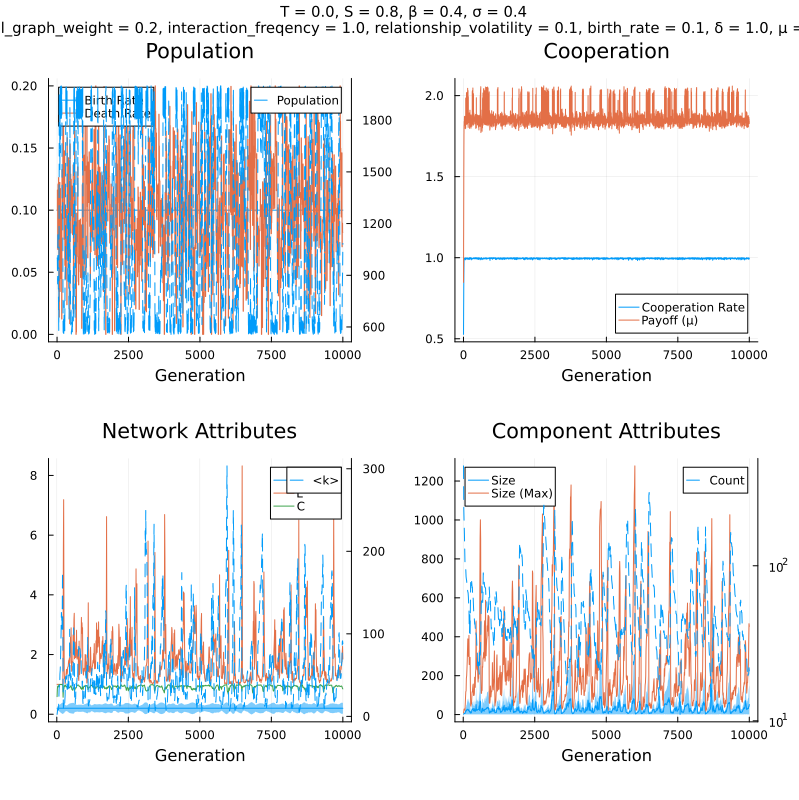 T = 0.0, S = 0.8, β = 0.4, σ = 0.4
l_graph_weight = 0.2, interaction_freqency = 1.0, relationship_volatility = 0.1, birth_rate = 0.1, δ = 1.0, μ =
Population
0.20
0.15
0.10
0.05
0.00
Birth Rate
Death Rate
Population
1800
1500
1200
900
600
0 2500 5000 7500 10000
Generation
Cooperation
2.0
1.5
1.0
0.5
Cooperation Rate
Payoff (μ)
0 2500 5000 7500 10000
Generation
Network Attributes
8
6
4
2
0
<k>
L
C
300
200
100
0
0 2500 5000 7500 10000
Generation
Component Attributes
1200
1000
800
600
400
200
0
Size
Size (Max)
Count
10²
10¹
0 2500 5000 7500 10000
Generation